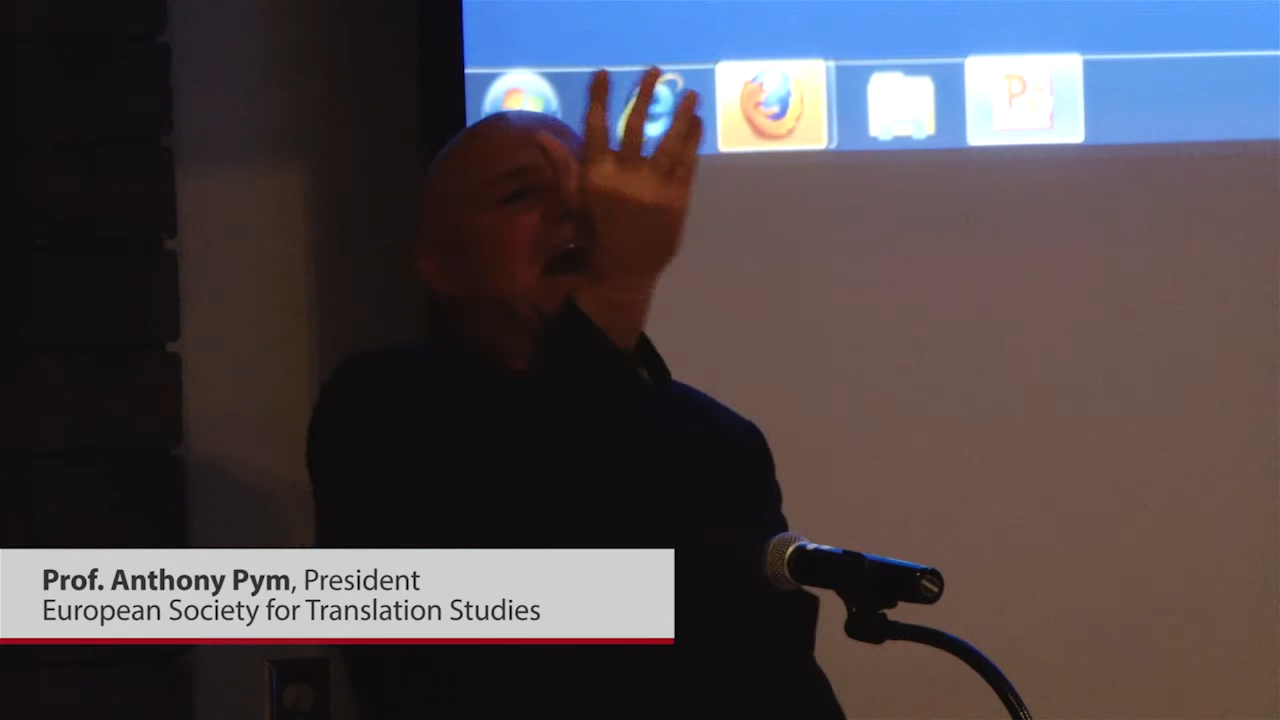 Prof. Anthony Pym, President
European Society for Translation Studies